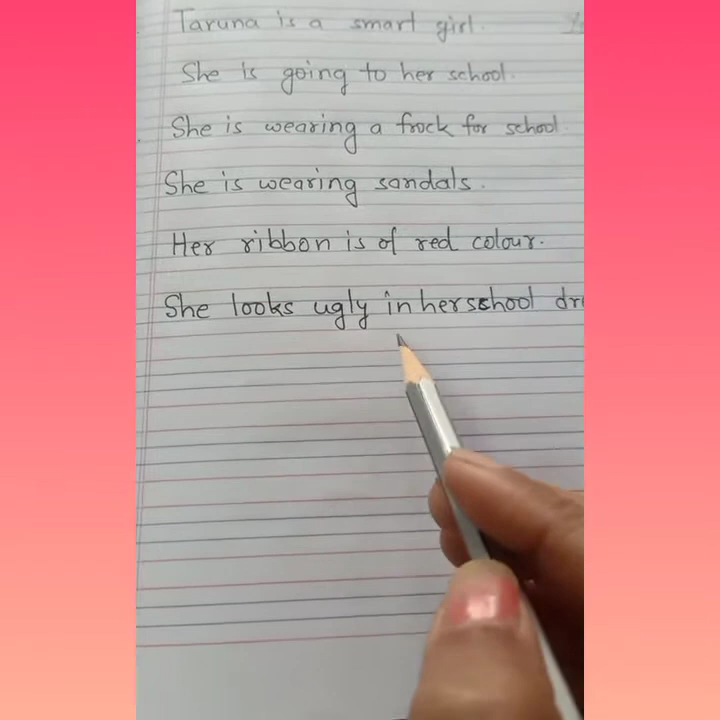 Taruna is a smart girl.
She is going to her school.
She is wearing a frock for school.
She is wearing sandals.
Her ribbon is of red colour.
She looks ugly in her school